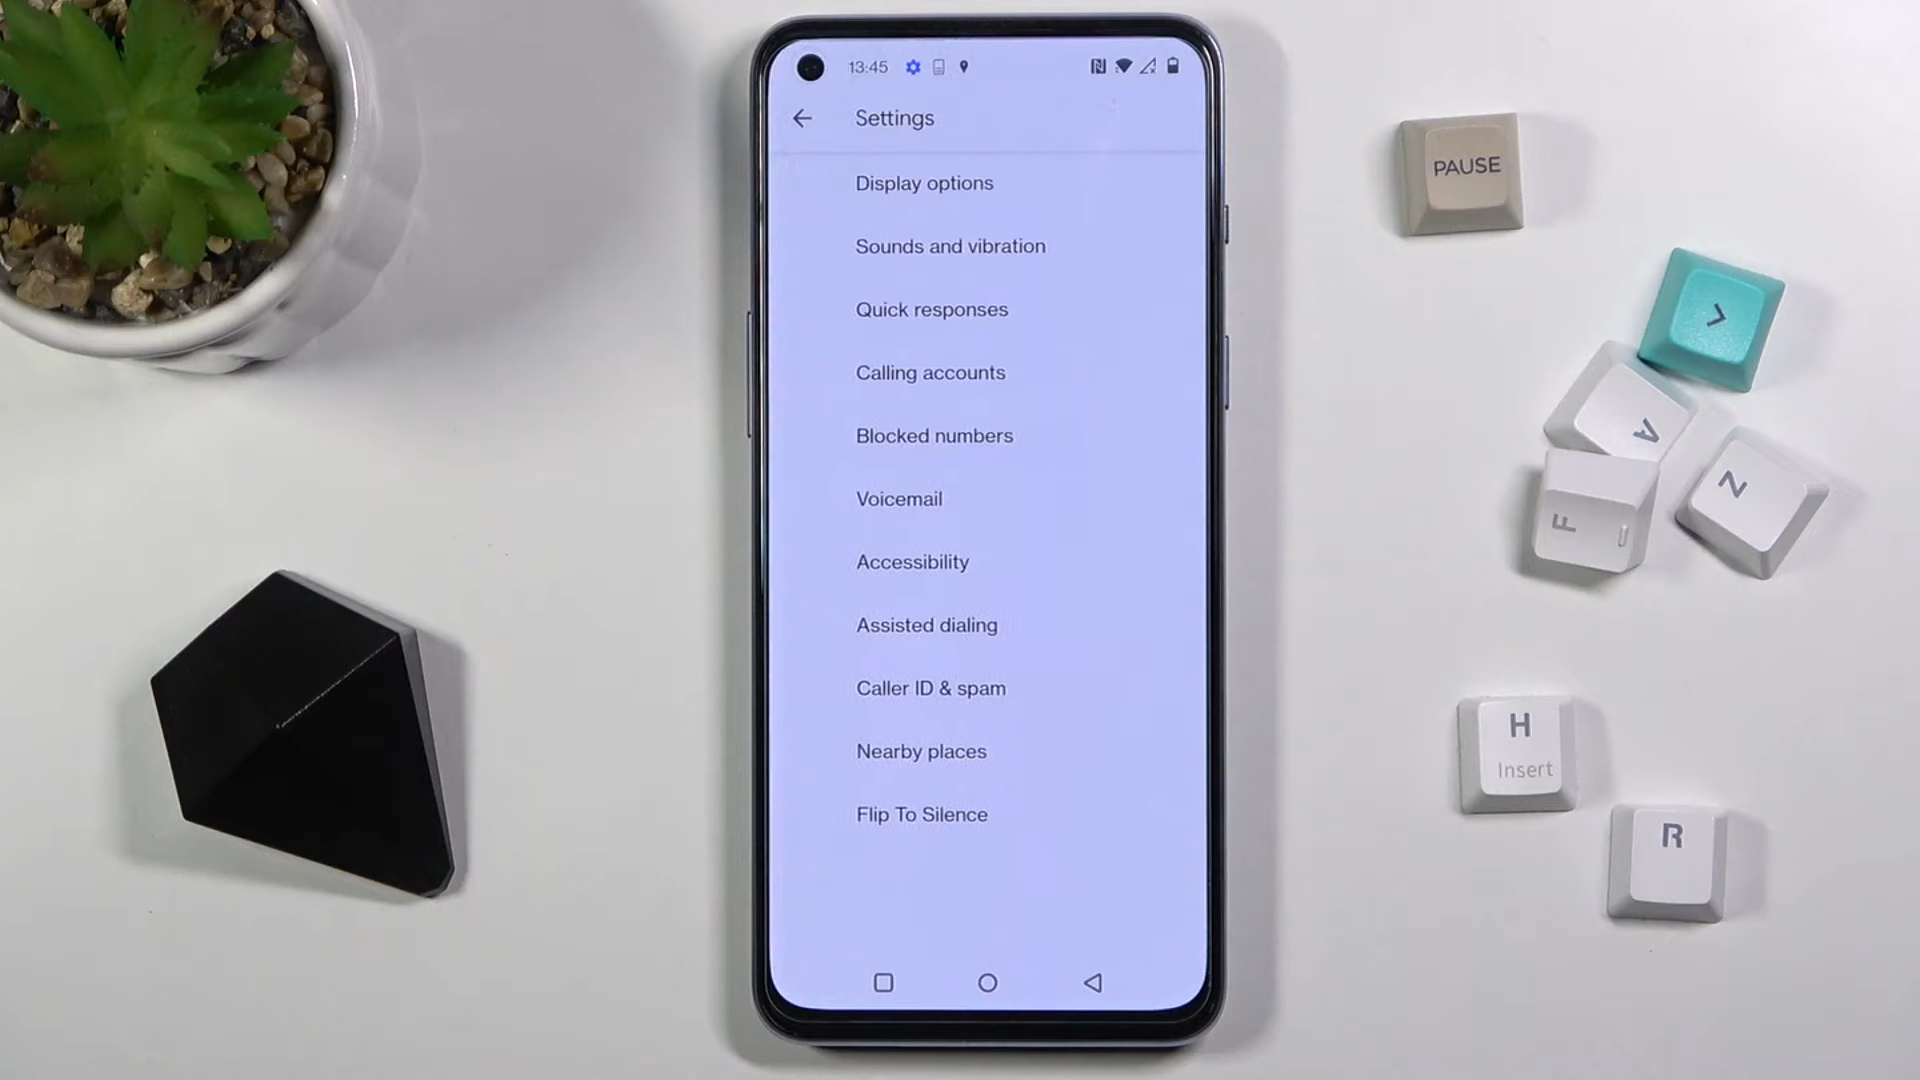 13:45
Settings
Display options
Sounds and vibration
Quick responses
Calling accounts
Blocked numbers
Voicemail
Accessibility
Assisted dialing
Caller ID & spam
Nearby places
Flip To Silence
PAUSE
>
A
F
Z
H
Insert
R